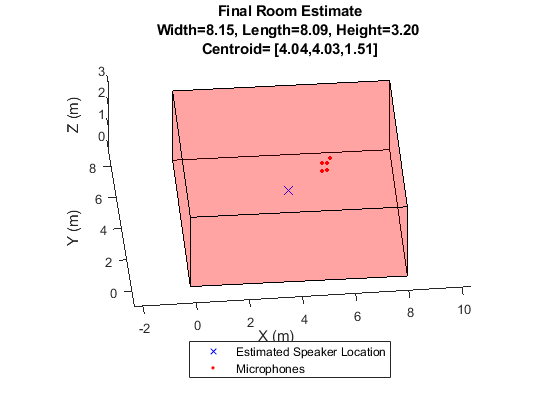 Final Room Estimate
Width=8.15, Length=8.09, Height=3.20
Centroid= [4.04,4.03,1.51]
Z (m)
3
2
1
0
Y (m)
8
6
4
2
0
-2
0
2
4
6
8
10
X (m)
Estimated Speaker Location
Microphones